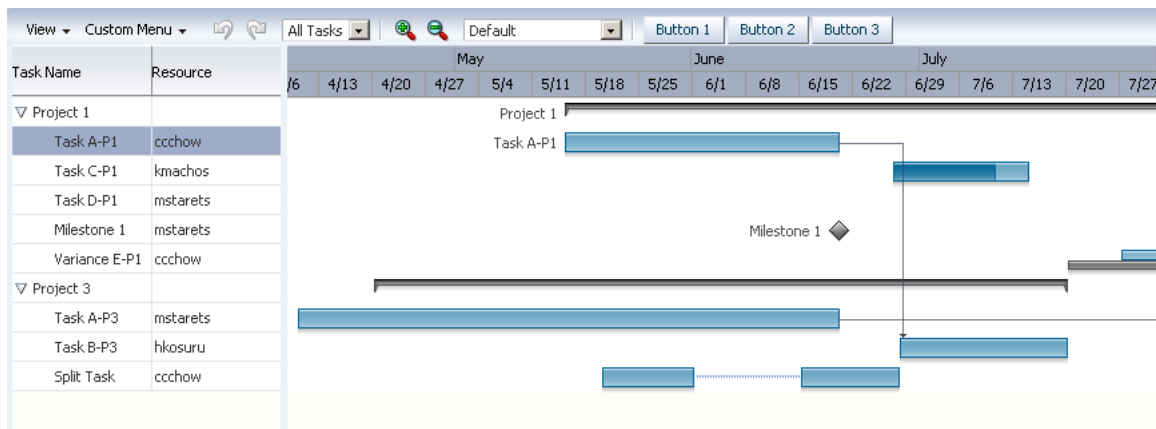 View Custom Menu All Tasks Default Button 1 Button 2 Button 3
Task Name Resource
May June July
/6 4/13 4/20 4/27 5/4 5/11 5/18 5/25 6/1 6/8 6/15 6/22 6/29 7/6 7/13 7/20 7/27
Project 1 Project 1
Task A-P1 ccchow Task A-P1
Task C-P1 kmachos
Task D-P1 mstarets
Milestone 1 mstarets Milestone 1
Variance E-P1 ccchow
Project 3
Task A-P3 mstarets
Task B-P3 hkosuru
Split Task ccchow